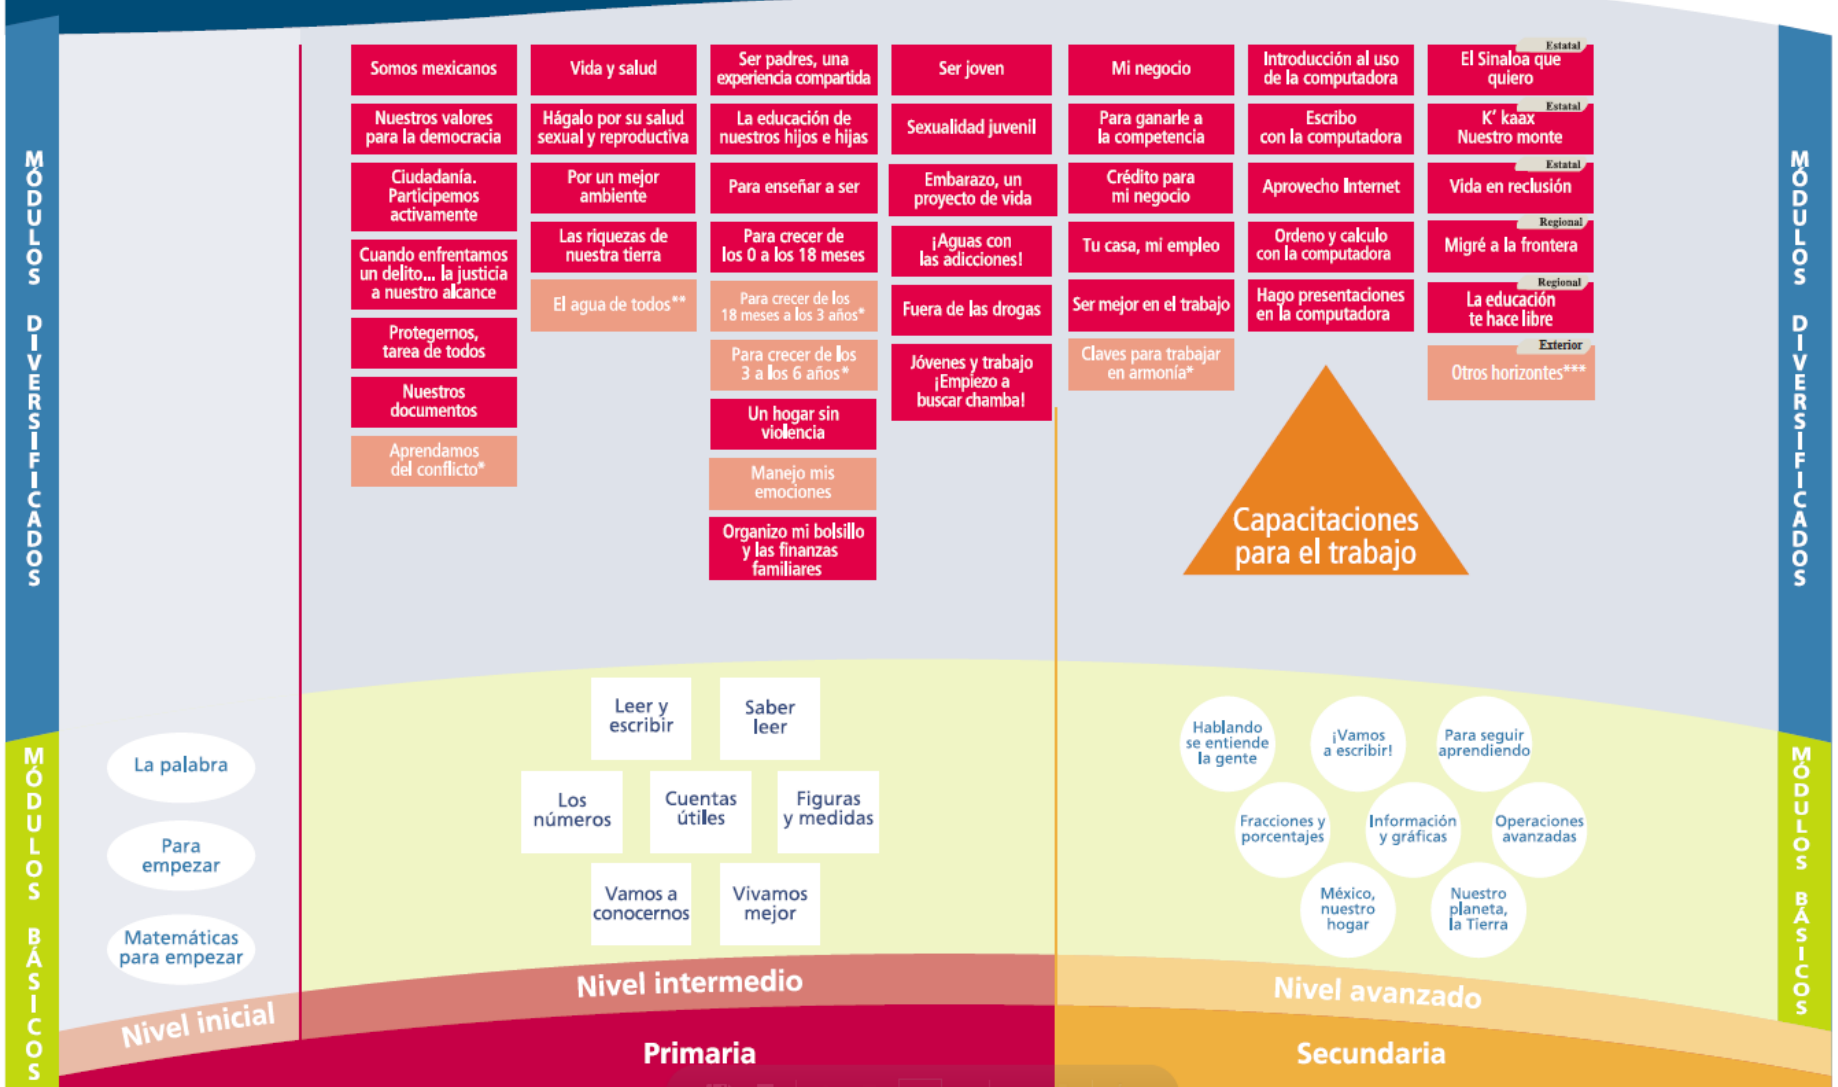 MÓDULOS DIVERSIFICADOS
MÓDULOS BÁSICOS
Somos mexicanos
Nuestros valores
para la democracia
Ciudadanía.
Participemos
activamente
Cuando enfrentamos
un delito... la justicia
a nuestro alcance
Protegernos,
tarea de todos
Nuestros
documentos
Aprendamos
del conflicto*
Vida y salud
Hágalo por su salud
sexual y reproductiva
Por un mejor
ambiente
Las riquezas de
nuestra tierra
El agua de todos**
Ser padres, una
experiencia compartida
La educación de
nuestros hijos e hijas
Para enseñar a ser
Para crecer de
los 0 a los 18 meses
Para crecer de los
18 meses a los 3 años*
Para crecer de los
3 a los 6 años*
Un hogar sin
violencia
Manejo mis
emociones
Organizo mi bolsillo
y las finanzas
familiares
Ser joven
Sexualidad juvenil
Embarazo, un
proyecto de vida
¡Aguas con
las adicciones!
Fuera de las drogas
Jóvenes y trabajo
¡Empiezo a
buscar chamba!
Mi negocio
Para ganarle a
la competencia
Crédito para
mi negocio
Tu casa, mi empleo
Ser mejor en el trabajo
Claves para trabajar
en armonía*
Introducción al uso
de la computadora
Escribo
con la computadora
Aprovecho Internet
Ordeno y calculo
con la computadora
Hago presentaciones
en la computadora
Estatal
El Sinaloa que
quiero
Estatal
K' kaax
Nuestro monte
Estatal
Vida en reclusión
Regional
Migré a la frontera
Regional
La educación
te hace libre
Exterior
Otros horizontes***
Capacitaciones
para el trabajo
La palabra
Para
empezar
Matemáticas
para empezar
Leer y
escribir
Saber
leer
Los
números
Cuentas
útiles
Figuras
y medidas
Vamos a
conocernos
Vivamos
mejor
Hablando
se entiende
la gente
¡Vamos
a escribir!
Para seguir
aprendiendo
Fracciones y
porcentajes
Información
y gráficas
Operaciones
avanzadas
México,
nuestro
hogar
Nuestro
planeta,
la Tierra
Nivel inicial
Nivel intermedio
Nivel avanzado
Primaria
Secundaria
MÓDULOS DIVERSIFICADOS
MÓDULOS BÁSICOS